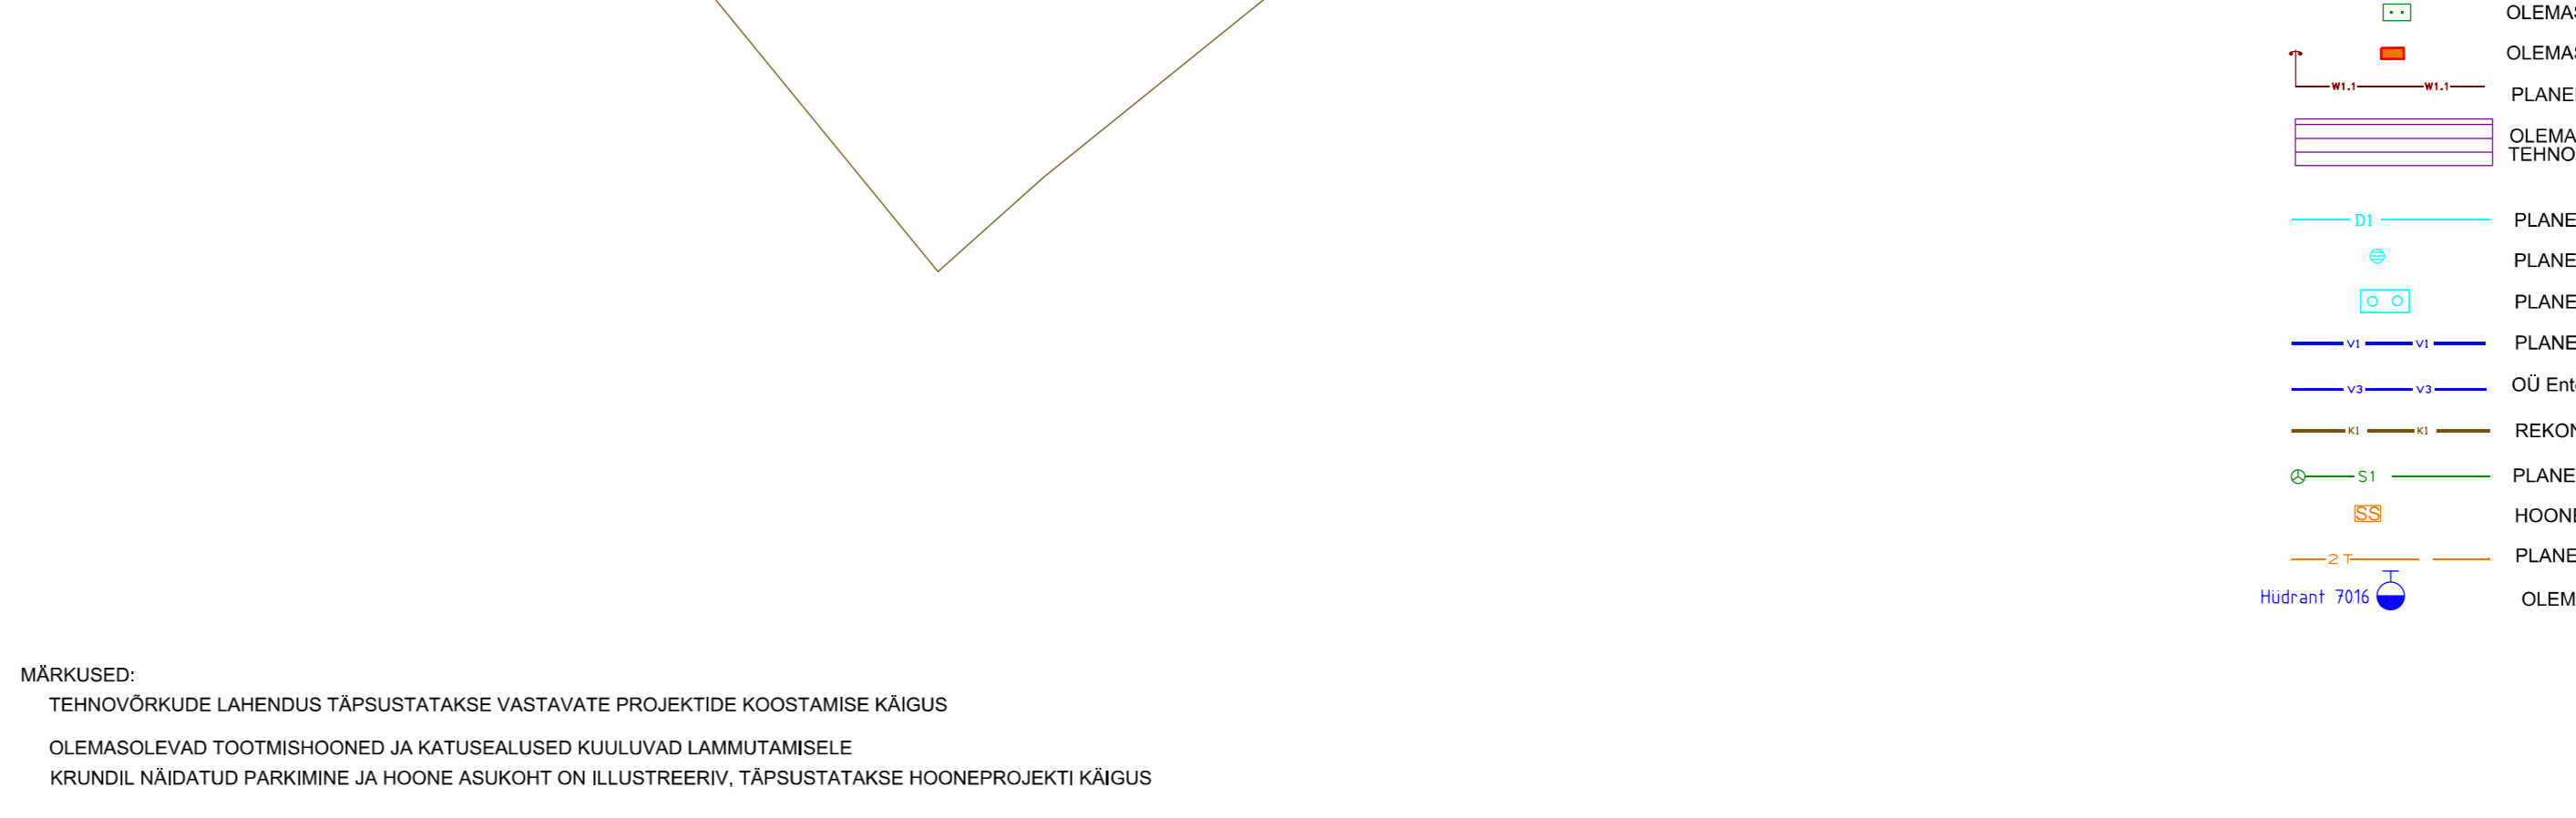 OLEMAS
OLEMAS
W1.1 W1.1 PLANE
OLEMA
TEHNO
D1 PLANE
PLANE
PLANE
V1 V1 PLANE
V3 V3 OÜ Ent
K1 K1 REKON
S1 PLANE
SS HOONE
2 T PLANE
Hüdrant 7016 OLEM
MÄRKUSED:
TEHNOVÕRKUDE LAHENDUS TÄPSUSTATAKSE VASTAVATE PROJEKTIDE KOOSTAMISE KÄIGUS
OLEMASOLEVAD TOOTMISHOONED JA KATUSEALUSED KUULUVAD LAMMUTAMISELE
KRUNDIL NÄIDATUD PARKIMINE JA HOONE ASUKOHT ON ILLUSTREERIV, TÄPSUSTATAKSE HOONEPROJEKTI KÄIGUS